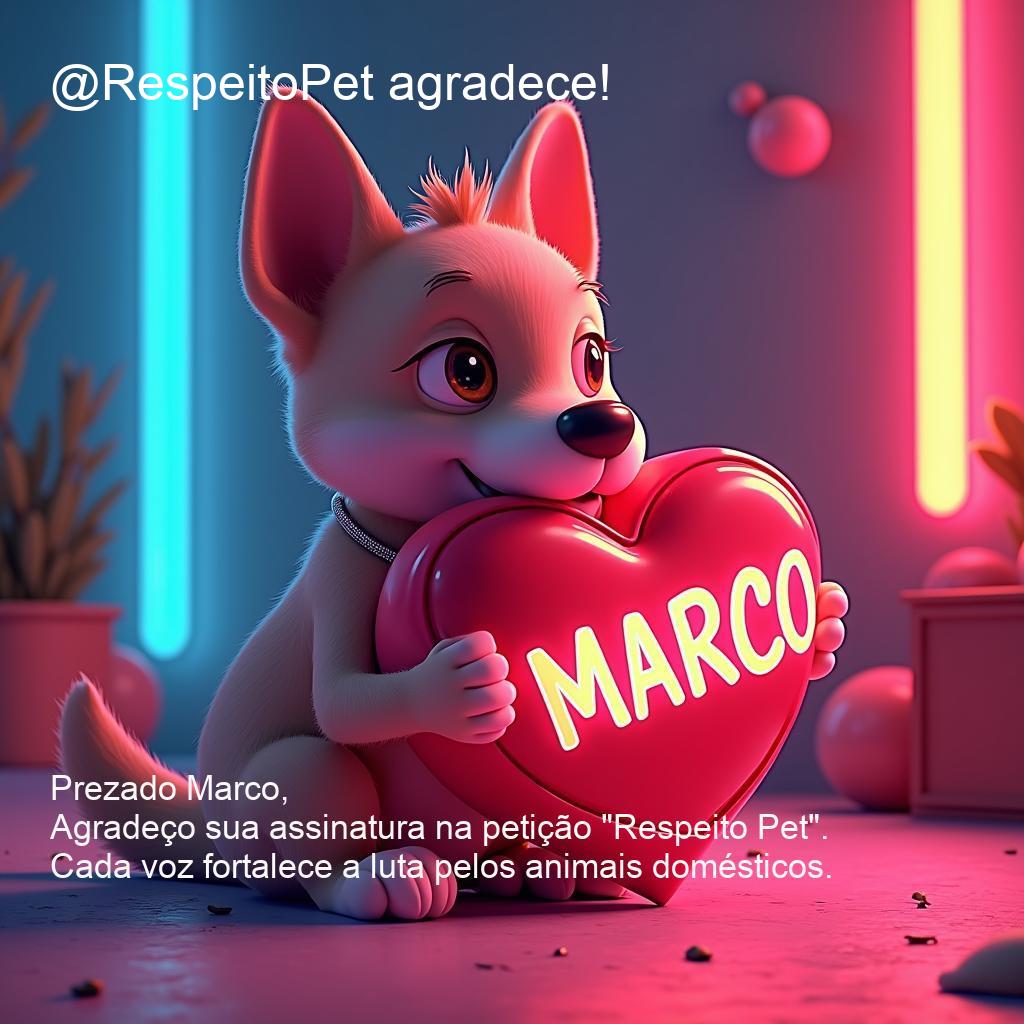 @RespeitoPet agradece!
MARCO
Prezado Marco,
Agradeço sua assinatura na petição "Respeito Pet".
Cada voz fortalece a luta pelos animais domésticos.